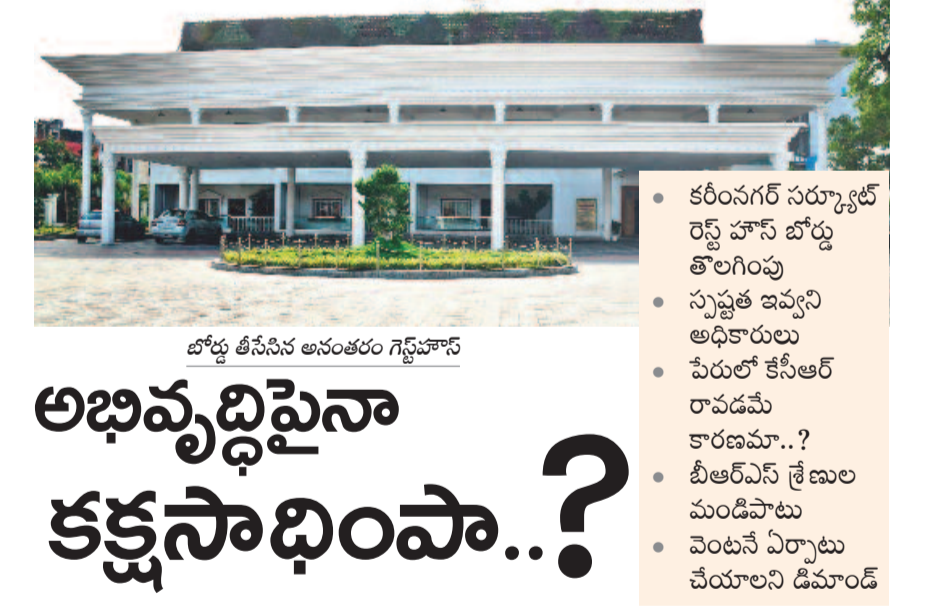 బోర్డు తీసేసిన అనంతరం గెస్ట్‌హౌస్
అభివృద్ధిపైనా
కక్షసాధింపా..?
• కరీంనగర్ సర్క్యూట్
రెస్ట్ హౌస్ బోర్డు
తొలగింపు
• స్పష్టత ఇవ్వని
అధికారులు
• పేరులో కేసీఆర్
రావడమే
కారణమా..?
• బీఆర్ఎస్ శ్రేణుల
మండిపాటు
• వెంటనే ఏర్పాటు
చేయాలని డిమాండ్